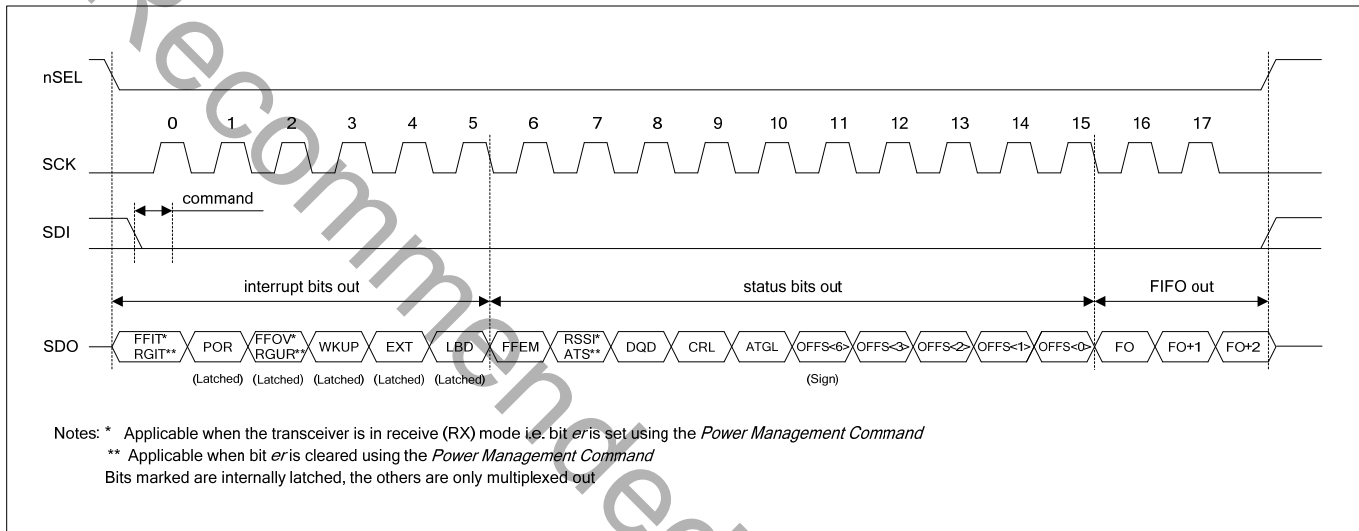 nSEL
0 1 2 3 4 5 6 7 8 9 10 11 12 13 14 15 16 17
SCK
command
SDI
interrupt bits out status bits out FIFO out
SDO
FFIT* RGIT** POR FFOV* RGUR** WKUP EXT LBD FFEM RSSI* ATS** DQD CRL ATGL OFFS<6> OFFS<3> OFFS<2> OFFS<1> OFFS<0> FO FO+1 FO+2
(Latched) (Latched) (Latched) (Latched) (Latched) (Sign)
Notes: * Applicable when the transceiver is in receive (RX) mode i.e. bit er is set using the Power Management Command
** Applicable when bit er is cleared using the Power Management Command
Bits marked are internally latched, the others are only multiplexed out
Recommended